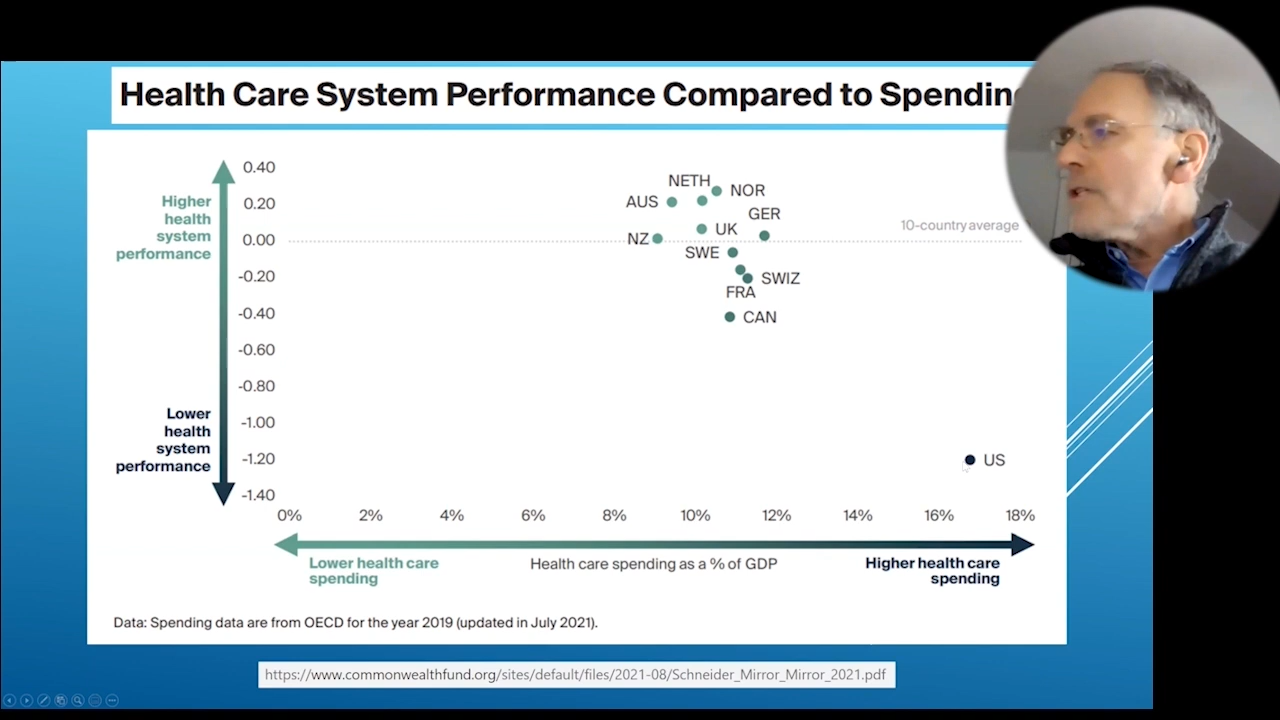 Health Care System Performance Compared to Spending
0.40
0.20
0.00
-0.20
-0.40
-0.60
-0.80
-1.00
-1.20
-1.40
Higher
health
system
performance
Lower
health
system
performance
NETH
NOR
AUS
GER
UK
10-country average
NZ
SWE
SWIZ
FRA
CAN
US
0%
2%
4%
6%
8%
10%
12%
14%
16%
18%
Lower health care
spending
Health care spending as a % of GDP
Higher health care
spending
Data: Spending data are from OECD for the year 2019 (updated in July 2021).
https://www.commonwealthfund.org/sites/default/files/2021-08/Schneider_Mirror_Mirror_2021.pdf